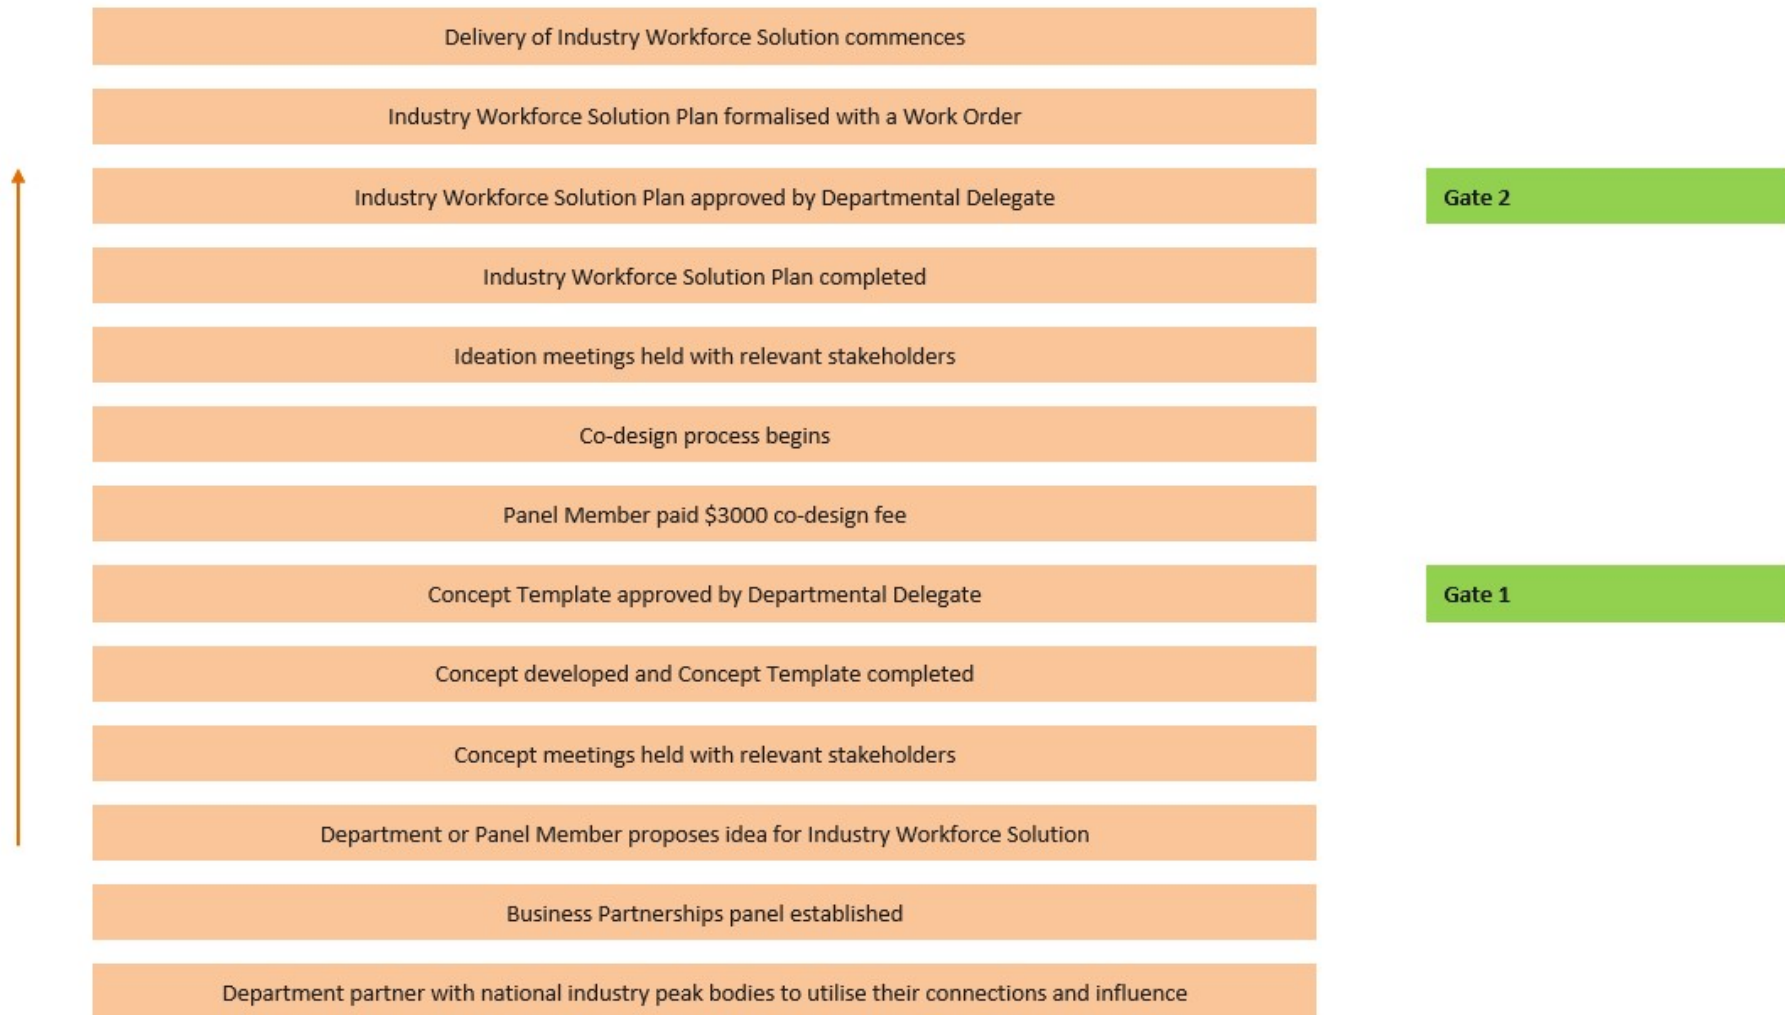 Delivery of Industry Workforce Solution commences
Industry Workforce Solution Plan formalised with a Work Order
Industry Workforce Solution Plan approved by Departmental Delegate
Gate 2
Industry Workforce Solution Plan completed
Ideation meetings held with relevant stakeholders
Co-design process begins
Panel Member paid $3000 co-design fee
Concept Template approved by Departmental Delegate
Gate 1
Concept developed and Concept Template completed
Concept meetings held with relevant stakeholders
Department or Panel Member proposes idea for Industry Workforce Solution
Business Partnerships panel established
Department partner with national industry peak bodies to utilise their connections and influence